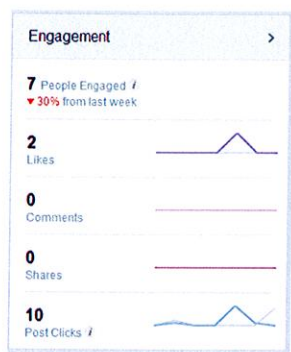 Engagement >
7 People Engaged i
▼30% from last week
2
Likes
0
Comments
0
Shares
10
Post Clicks i